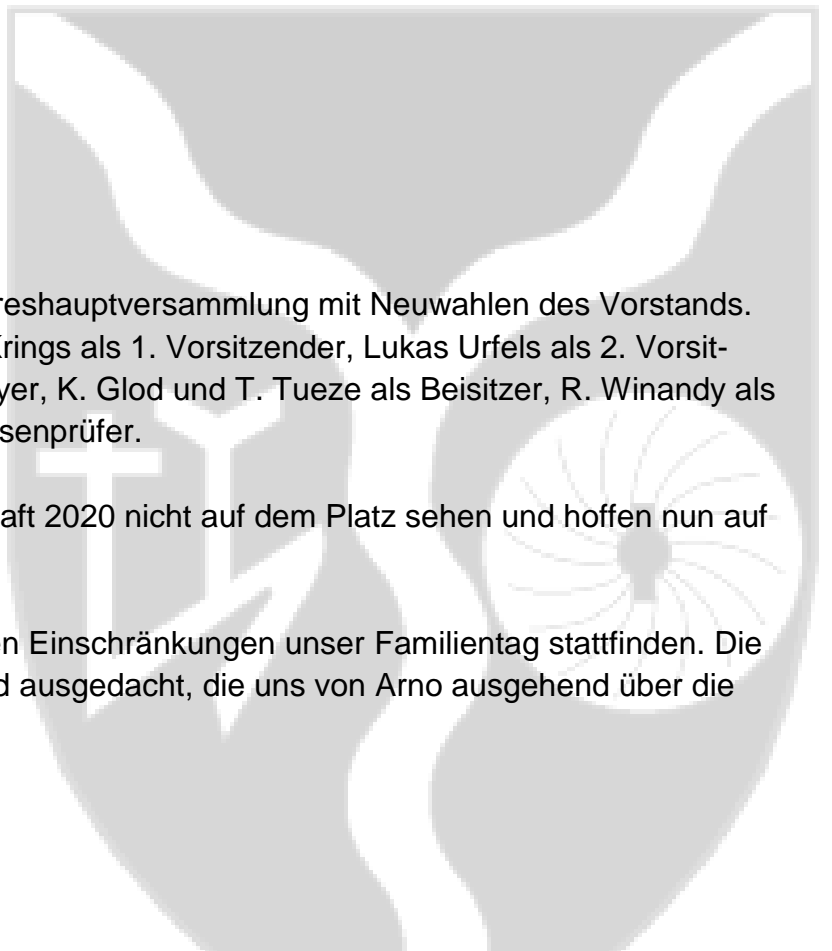 reshauptversammlung mit Neuwahlen des Vorstands.
Krings als 1. Vorsitzender, Lukas Urfels als 2. Vorsit-
yer, K. Glod und T. Tueze als Beisitzer, R. Winandy als
senprüfer.
aft 2020 nicht auf dem Platz sehen und hoffen nun auf
en Einschränkungen unser Familientag stattfinden. Die
d ausgedacht, die uns von Arno ausgehend über die